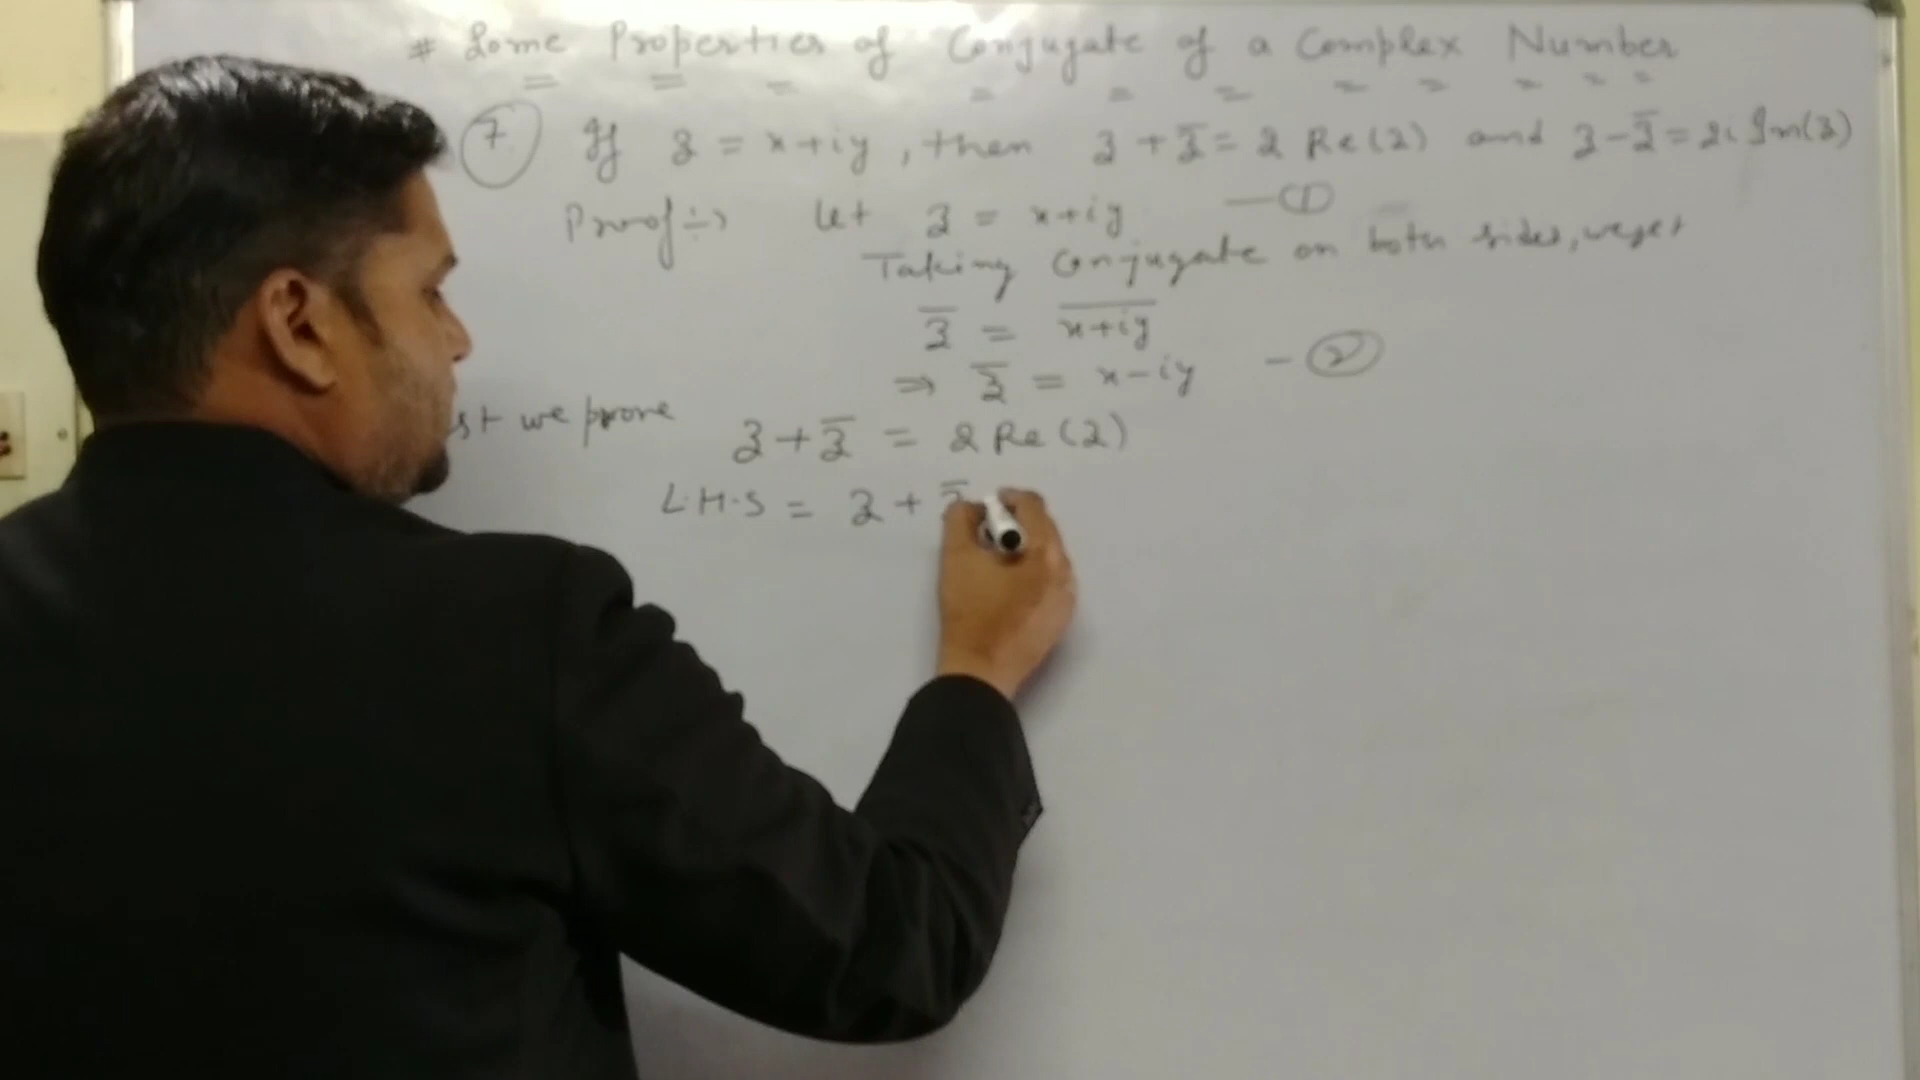 # Some Properties of Conjugate of a Complex Number
7. If z = x+iy, then z + z̅ = 2 Re(z) and z - z̅ = 2i Im(z)
Proof:→ Let z = x+iy —①
Taking Conjugate on both sides, we get
z̅ = \overline{x+iy}
⇒ z̅ = x-iy —②
st we prove z + z̅ = 2 Re(z)
L.H.S = z + z̅